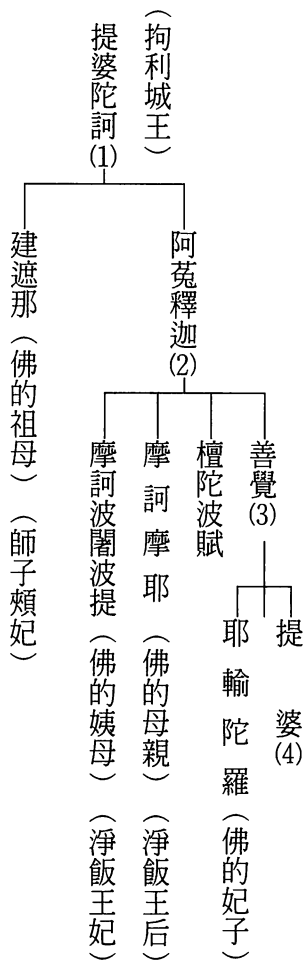 （拘利城王）
提婆陀訶(1)
阿菟釋迦(2)
善覺(3)
提婆(4)
耶輸陀羅（佛的妃子）
檀陀波賦
摩訶摩耶（佛的母親）（淨飯王后）
摩訶波闍波提（佛的姨母）（淨飯王妃）
建遮那（佛的祖母）（師子頰妃）